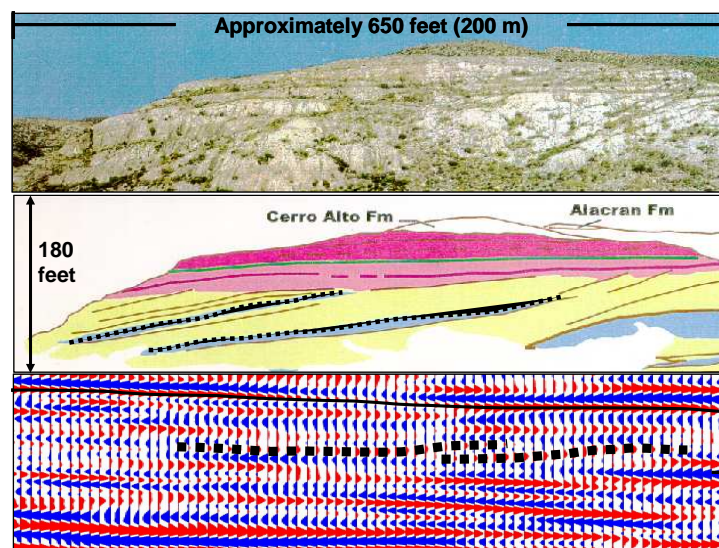 Approximately 650 feet (200 m)
Cerro Alto Fm
Alacran Fm
180
feet